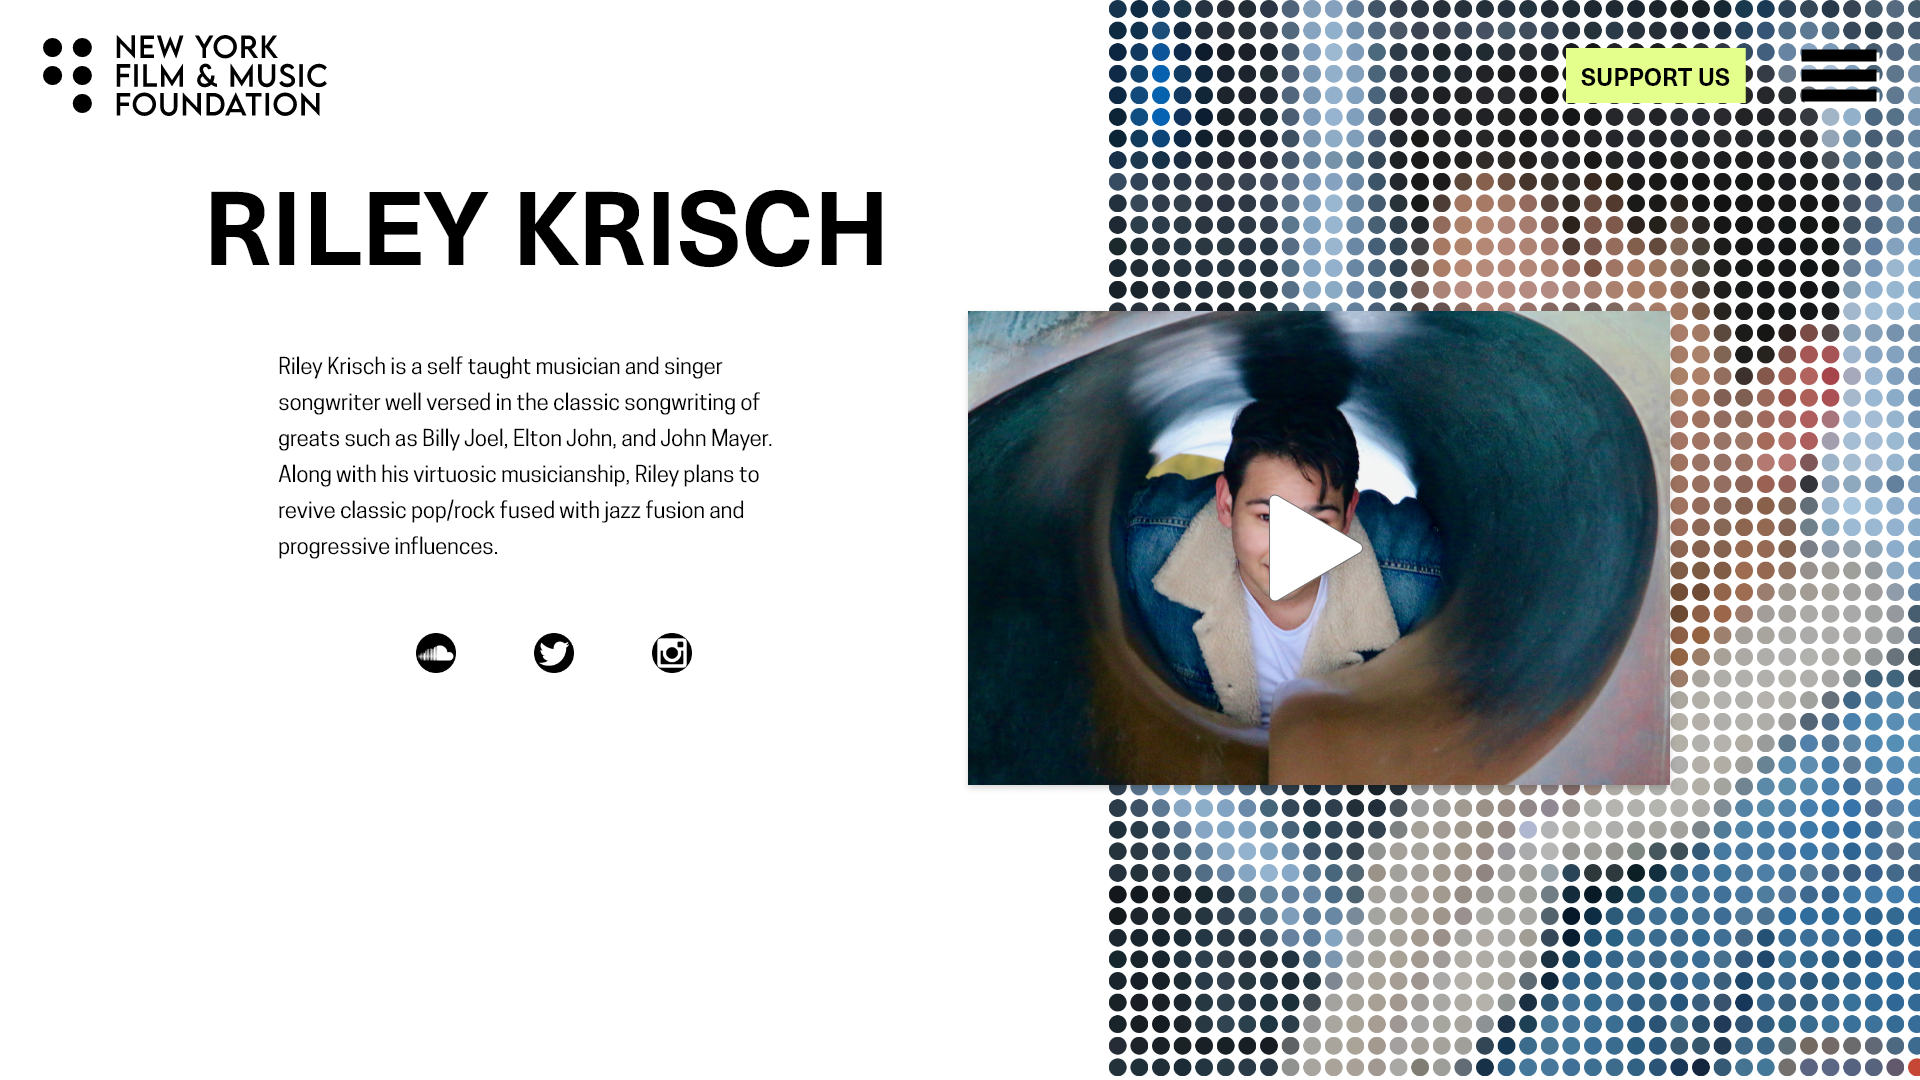 NEW YORK
FILM & MUSIC
FOUNDATION
SUPPORT US
RILEY KRISCH
Riley Krisch is a self taught musician and singer
songwriter well versed in the classic songwriting of
greats such as Billy Joel, Elton John, and John Mayer.
Along with his virtuosic musicianship, Riley plans to
revive classic pop/rock fused with jazz fusion and
progressive influences.